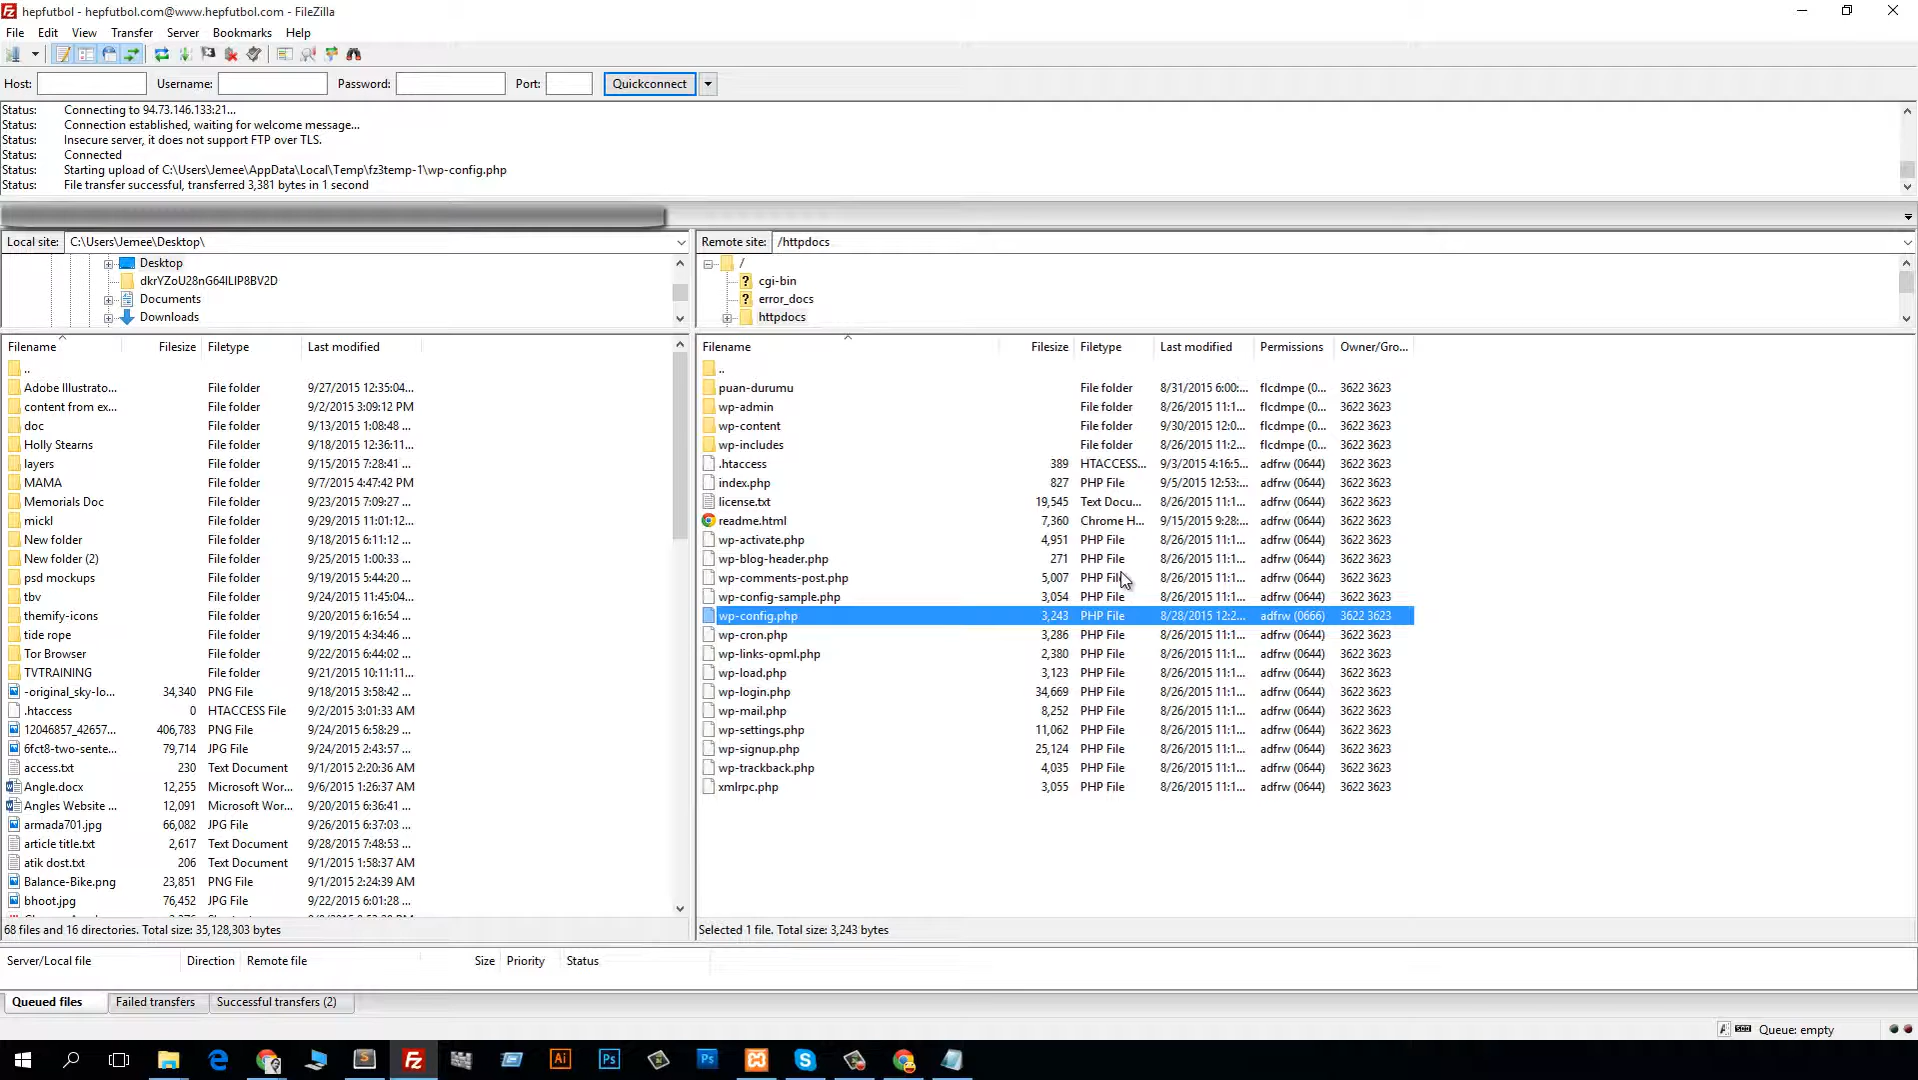 hepfutbol - hepfutbol.com@www.hepfutbol.com - FileZilla
File Edit View Transfer Server Bookmarks Help
Host: Username: Password: Port: Quickconnect
Status: Connecting to 94.73.146.133:21...
Status: Connection established, waiting for welcome message...
Status: Insecure server, it does not support FTP over TLS.
Status: Connected
Status: Starting upload of C:\Users\Jemee\AppData\Local\Temp\fz3temp-1\wp-config.php
Status: File transfer successful, transferred 3,381 bytes in 1 second
Local site: C:\Users\Jemee\Desktop\
Desktop
Documents
Downloads
Filename Filesize Filetype Last modified
..
Adobe Illustrato... File folder 9/27/2015 12:35:04...
content from ex... File folder 9/2/2015 3:09:12 PM
doc File folder 9/13/2015 1:08:48 ...
Holly Stearns File folder 9/18/2015 12:36:11...
layers File folder 9/15/2015 7:28:41 ...
MAMA File folder 9/7/2015 4:47:42 PM
Memorials Doc File folder 9/23/2015 7:09:27 ...
mickl File folder 9/29/2015 11:01:12...
New folder File folder 9/18/2015 6:11:12 ...
New folder (2) File folder 9/25/2015 1:00:33 ...
psd mockups File folder 9/19/2015 5:44:20 ...
tbv File folder 9/24/2015 11:45:04...
themify-icons File folder 9/20/2015 6:16:54 ...
tide rope File folder 9/19/2015 4:34:46 ...
Tor Browser File folder 9/22/2015 6:44:02 ...
TVTRAINING File folder 9/21/2015 10:11:11...
-original_sky-lo... 34,340 PNG File 9/18/2015 3:58:42 ...
.htaccess 0 HTACCESS File 9/2/2015 3:01:33 AM
12046857_42657... 406,783 PNG File 9/24/2015 6:58:29 ...
6fct8-two-sente... 79,714 JPG File 9/24/2015 2:43:57 ...
access.txt 230 Text Document 9/1/2015 2:20:36 AM
Angle.docx 12,255 Microsoft Wor... 9/6/2015 1:26:37 AM
Angles Website ... 12,091 Microsoft Wor... 9/20/2015 6:36:41 ...
armada701.jpg 66,082 JPG File 9/26/2015 6:37:03 ...
article title.txt 2,617 Text Document 9/28/2015 7:48:53 ...
atik dost.txt 206 Text Document 9/1/2015 1:58:37 AM
Balance-Bike.png 23,851 PNG File 9/1/2015 2:24:39 AM
bhoot.jpg 76,452 JPG File 9/22/2015 6:01:28 ...
68 files and 16 directories. Total size: 35,128,303 bytes
Remote site: /httpdocs
/
cgi-bin
error_docs
httpdocs
Filename Filesize Filetype Last modified Permissions Owner/Gro...
..
puan-durumu File folder 8/31/2015 6:00:... flcdmpe (0... 3622 3623
wp-admin File folder 8/26/2015 11:1... flcdmpe (0... 3622 3623
wp-content File folder 9/30/2015 12:0... flcdmpe (0... 3622 3623
wp-includes File folder 8/26/2015 11:2... flcdmpe (0... 3622 3623
.htaccess 389 HTACCESS... 9/3/2015 4:16:5... adfrw (0644) 3622 3623
index.php 827 PHP File 9/5/2015 12:53:... adfrw (0644) 3622 3623
license.txt 19,545 Text Docu... 8/26/2015 11:1... adfrw (0644) 3622 3623
readme.html 7,360 Chrome H... 9/15/2015 9:28:... adfrw (0644) 3622 3623
wp-activate.php 4,951 PHP File 8/26/2015 11:1... adfrw (0644) 3622 3623
wp-blog-header.php 271 PHP File 8/26/2015 11:1... adfrw (0644) 3622 3623
wp-comments-post.php 5,007 PHP File 8/26/2015 11:1... adfrw (0644) 3622 3623
wp-config-sample.php 3,054 PHP File 8/26/2015 11:1... adfrw (0644) 3622 3623
wp-config.php 3,243 PHP File 8/28/2015 12:2... adfrw (0666) 3622 3623
wp-cron.php 3,286 PHP File 8/26/2015 11:1... adfrw (0644) 3622 3623
wp-links-opml.php 2,380 PHP File 8/26/2015 11:1... adfrw (0644) 3622 3623
wp-load.php 3,123 PHP File 8/26/2015 11:1... adfrw (0644) 3622 3623
wp-login.php 34,669 PHP File 8/26/2015 11:1... adfrw (0644) 3622 3623
wp-mail.php 8,252 PHP File 8/26/2015 11:1... adfrw (0644) 3622 3623
wp-settings.php 11,062 PHP File 8/26/2015 11:1... adfrw (0644) 3622 3623
wp-signup.php 25,124 PHP File 8/26/2015 11:1... adfrw (0644) 3622 3623
wp-trackback.php 4,035 PHP File 8/26/2015 11:1... adfrw (0644) 3622 3623
xmlrpc.php 3,055 PHP File 8/26/2015 11:1... adfrw (0644) 3622 3623
Selected 1 file. Total size: 3,243 bytes
Server/Local file Direction Remote file Size Priority Status
Queued files Failed transfers Successful transfers (2)
Queue: empty